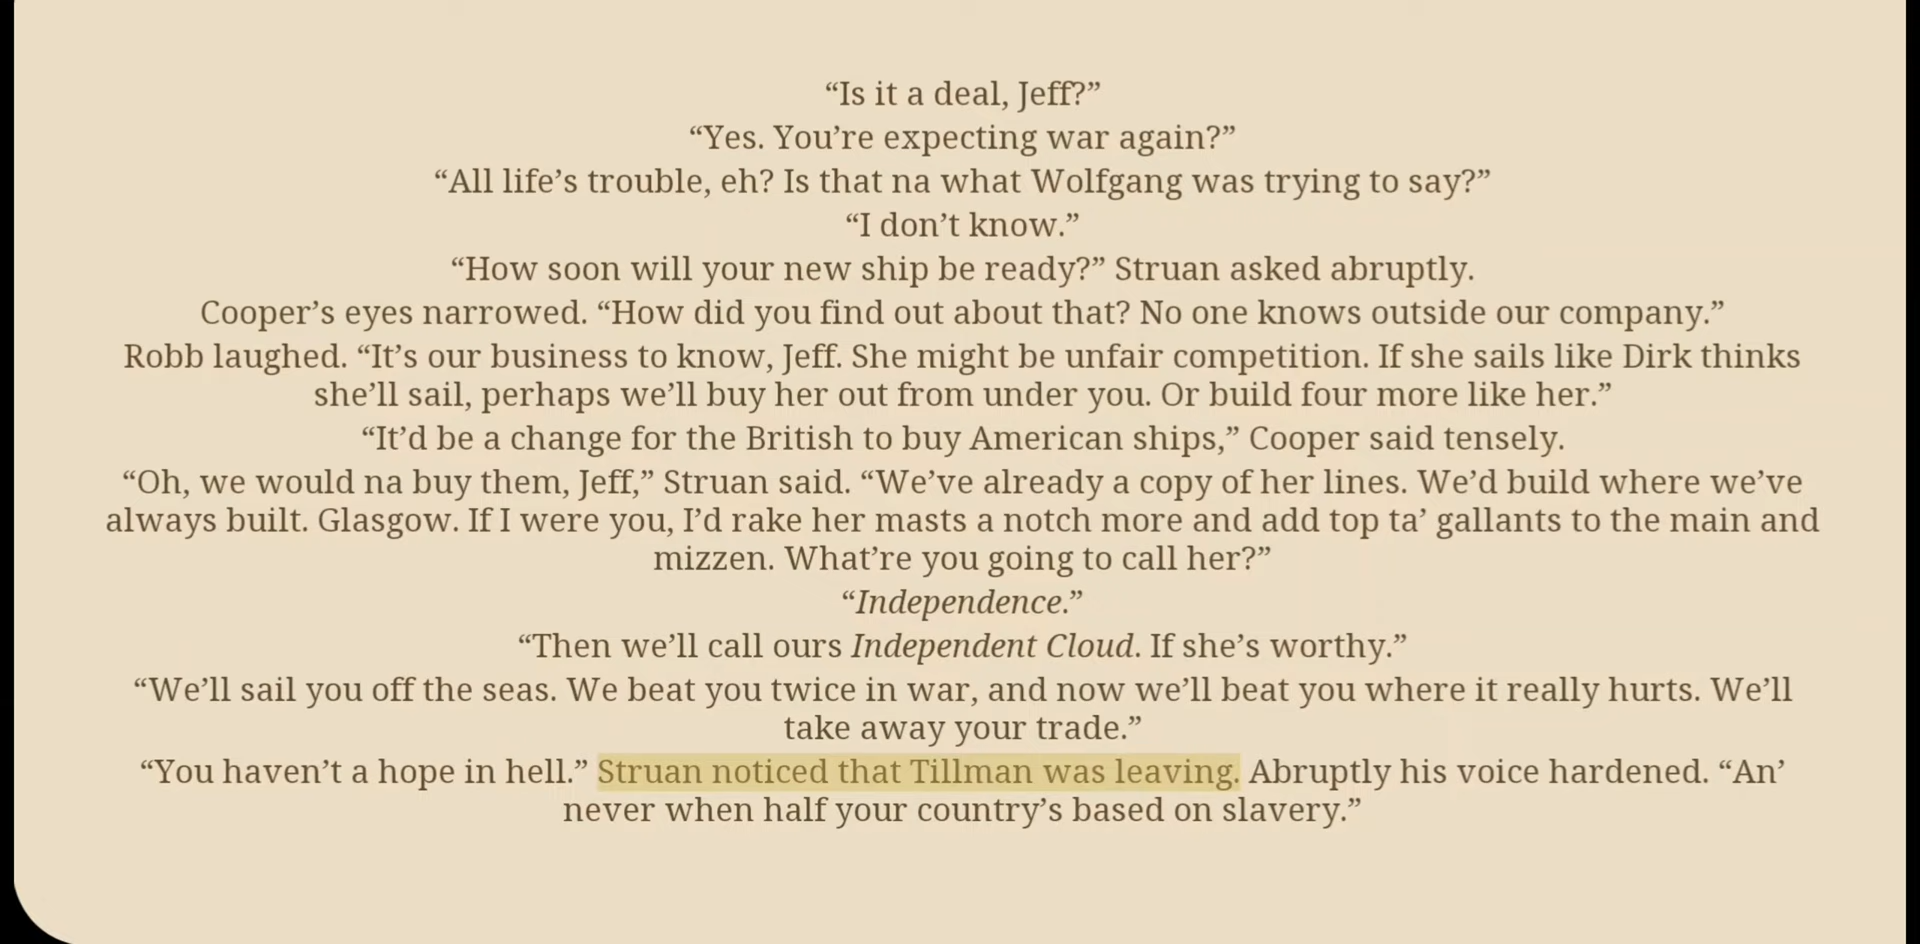 “Is it a deal, Jeff?”
“Yes. You’re expecting war again?”
“All life’s trouble, eh? Is that na what Wolfgang was trying to say?”
“I don’t know.”
“How soon will your new ship be ready?” Struan asked abruptly.
Cooper’s eyes narrowed. “How did you find out about that? No one knows outside our company.”
Robb laughed. “It’s our business to know, Jeff. She might be unfair competition. If she sails like Dirk thinks
she’ll sail, perhaps we’ll buy her out from under you. Or build four more like her.”
“It’d be a change for the British to buy American ships,” Cooper said tensely.
“Oh, we would na buy them, Jeff,” Struan said. “We’ve already a copy of her lines. We’d build where we’ve
always built. Glasgow. If I were you, I’d rake her masts a notch more and add top ta’ gallants to the main and
mizzen. What’re you going to call her?”
“Independence.”
“Then we’ll call ours Independent Cloud. If she’s worthy.”
“We’ll sail you off the seas. We beat you twice in war, and now we’ll beat you where it really hurts. We’ll
take away your trade.”
“You haven’t a hope in hell.” Struan noticed that Tillman was leaving. Abruptly his voice hardened. “An’
never when half your country’s based on slavery.”